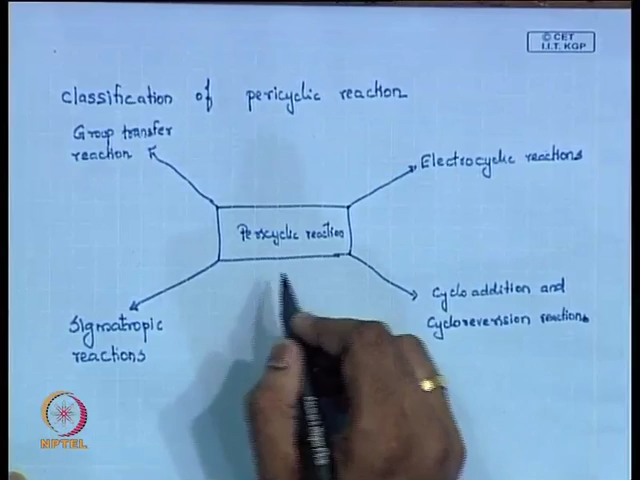 © CET
I.I.T. KGP
Classification of pericyclic reaction
Group transfer
reaction
Electrocyclic reactions
Pericyclic reaction
Cycloaddition and
Cycloreversion reactions
Sigmatropic
reactions
NPTEL